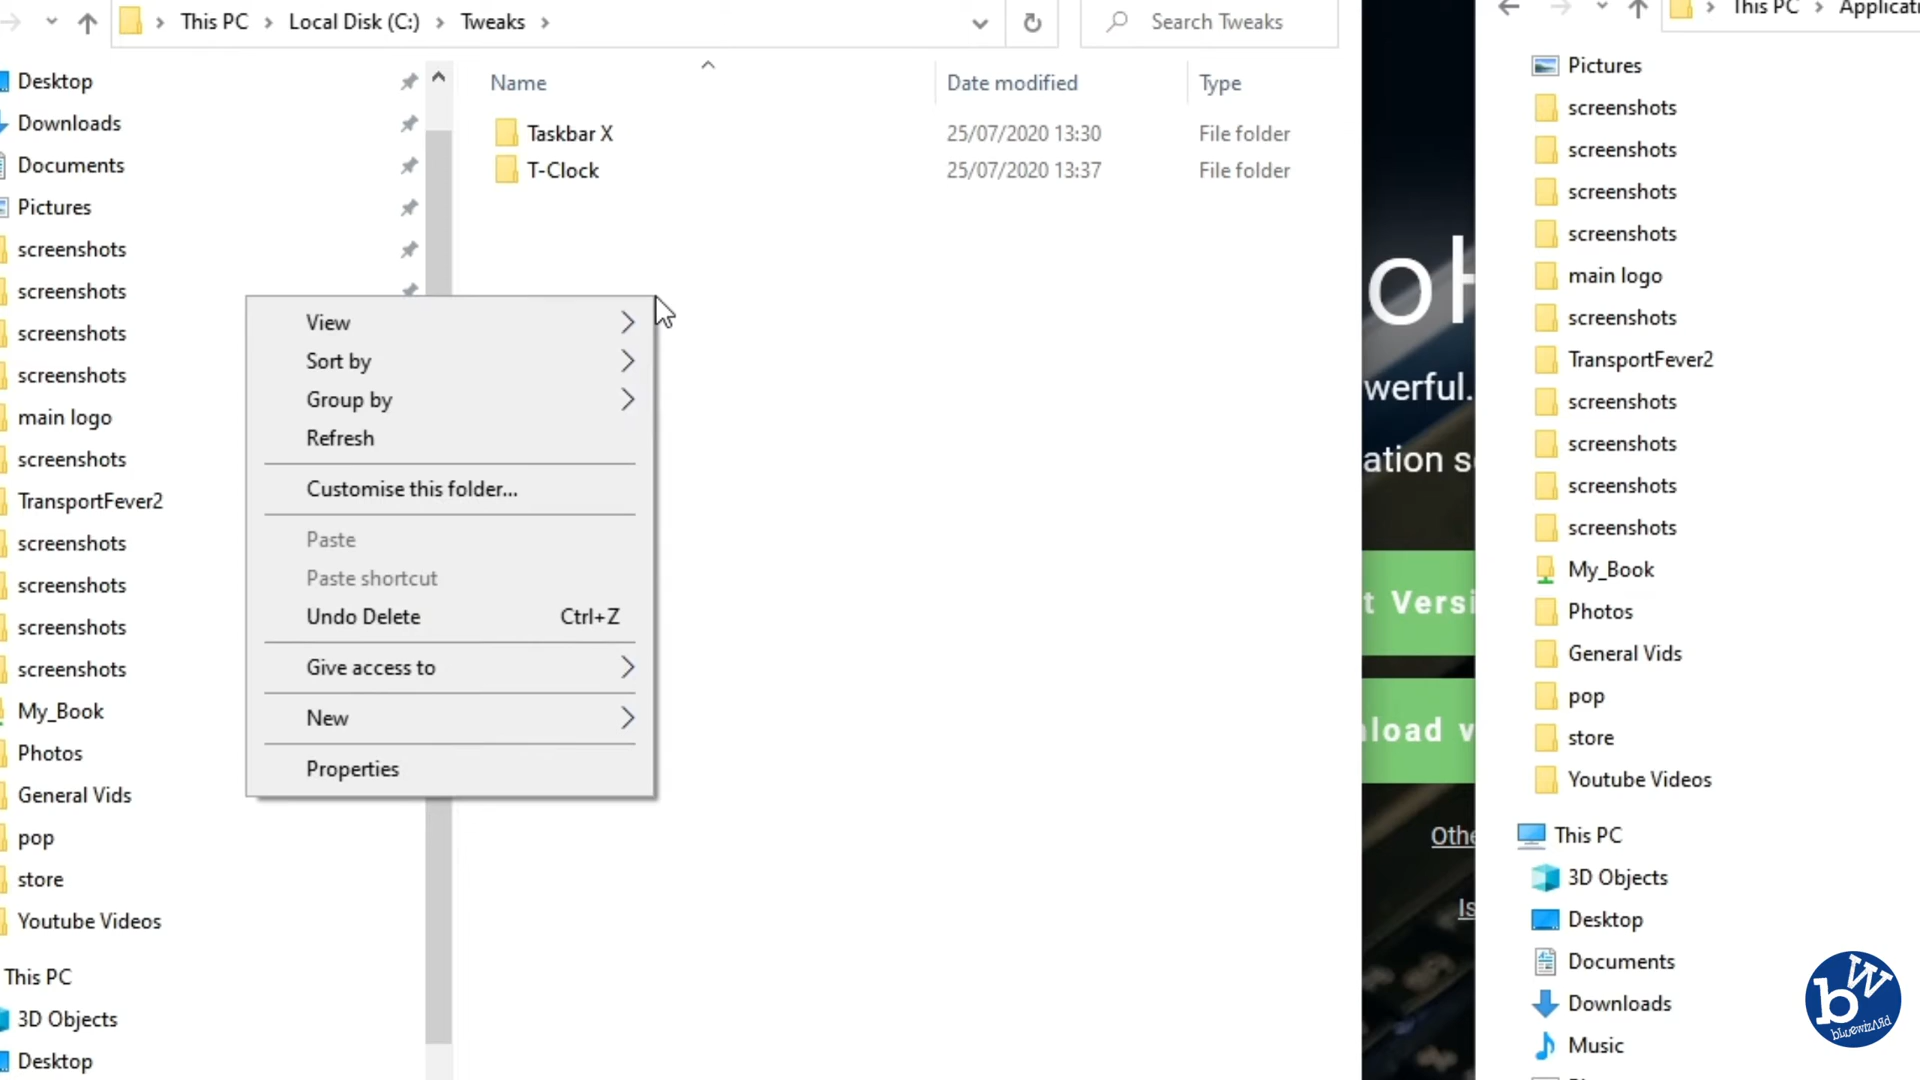 This PC > Local Disk (C:) > Tweaks >
Search Tweaks
Desktop
Downloads
Documents
Pictures
screenshots
screenshots
screenshots
screenshots
main logo
screenshots
TransportFever2
screenshots
screenshots
screenshots
screenshots
My_Book
Photos
General Vids
pop
store
Youtube Videos
This PC
3D Objects
Desktop
Name Date modified Type
Taskbar X 25/07/2020 13:30 File folder
T-Clock 25/07/2020 13:37 File folder
View
Sort by
Group by
Refresh
Customise this folder...
Paste
Paste shortcut
Undo Delete Ctrl+Z
Give access to
New
Properties
oH
werful.
ation s
t Versi
load v
Othe
Is
This PC > Applicati
Pictures
screenshots
screenshots
screenshots
screenshots
main logo
screenshots
TransportFever2
screenshots
screenshots
screenshots
screenshots
My_Book
Photos
General Vids
pop
store
Youtube Videos
This PC
3D Objects
Desktop
Documents
Downloads
Music
bw
bluewizard